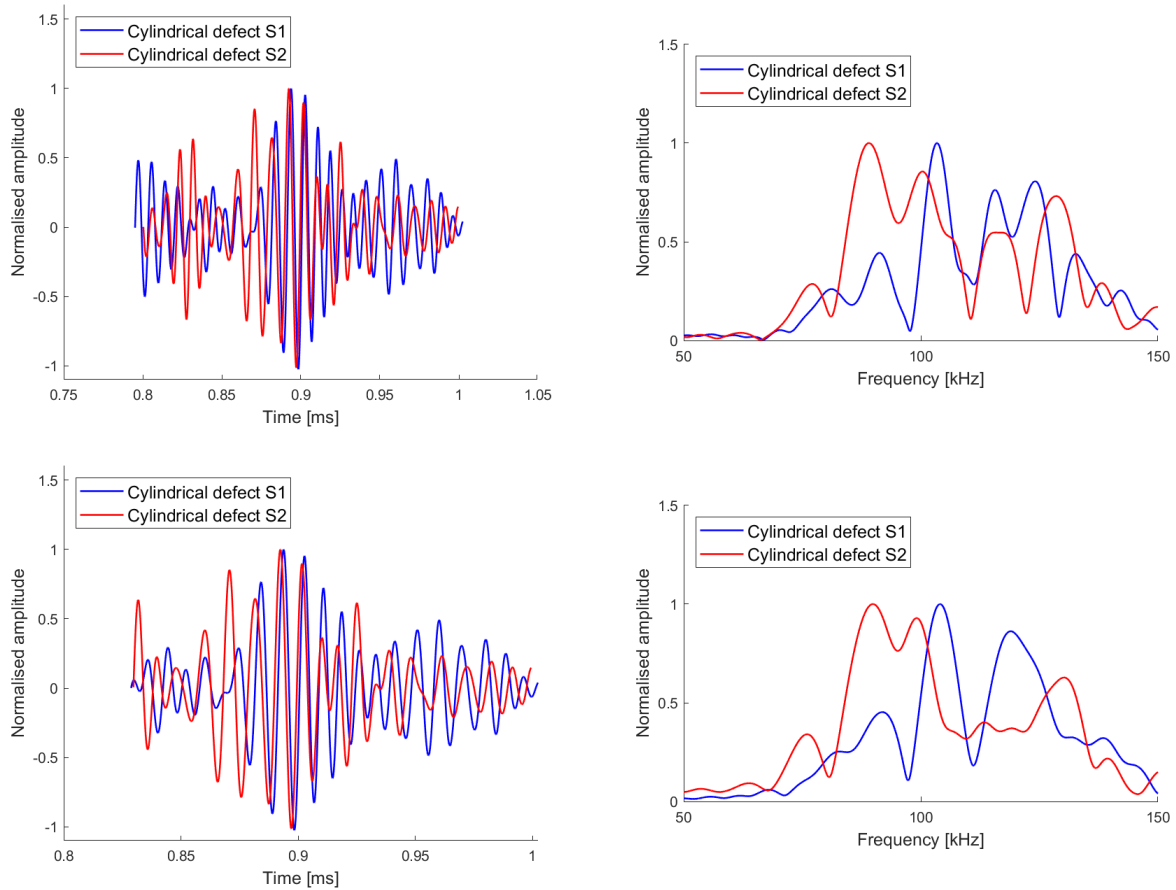 Cylindrical defect S1
Cylindrical defect S2
1.5
1
0.5
0
-0.5
-1
Normalised amplitude
0.75
0.8
0.85
0.9
0.95
1
1.05
Time [ms]
Cylindrical defect S1
Cylindrical defect S2
1.5
1
0.5
0
Normalised amplitude
50
100
150
Frequency [kHz]
Cylindrical defect S1
Cylindrical defect S2
1.5
1
0.5
0
-0.5
-1
Normalised amplitude
0.8
0.85
0.9
0.95
1
Time [ms]
Cylindrical defect S1
Cylindrical defect S2
1.5
1
0.5
0
Normalised amplitude
50
100
150
Frequency [kHz]